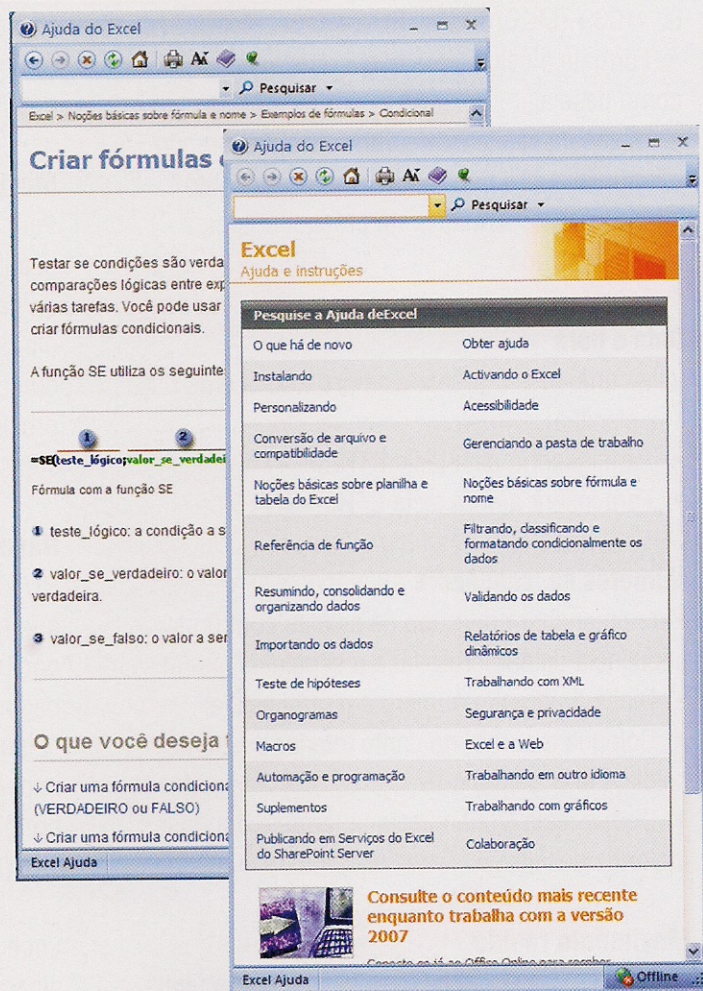 Ajuda do Excel
Pesquisar
Excel > Noções básicas sobre fórmula e nome > Exemplos de fórmulas > Condicional
Criar fórmulas
Testar se condições são verda
comparações lógicas entre exp
várias tarefas. Você pode usar
criar fórmulas condicionais.
A função SE utiliza os seguinte
1 2
=SE(teste_lógico;valor_se_verdadei
Fórmula com a função SE
1 teste_lógico: a condição a s
2 valor_se_verdadeiro: o valor
verdadeira.
3 valor_se_falso: o valor a ser
O que você deseja
↓ Criar uma fórmula condiciona
(VERDADEIRO ou FALSO)
↓ Criar uma fórmula condiciona
Excel Ajuda
Ajuda do Excel
Pesquisar
Excel
Ajuda e instruções
Pesquise a Ajuda deExcel
O que há de novo
Obter ajuda
Instalando
Activando o Excel
Personalizando
Acessibilidade
Conversão de arquivo e
compatibilidade
Gerenciando a pasta de trabalho
Noções básicas sobre planilha e
tabela do Excel
Noções básicas sobre fórmula e
nome
Referência de função
Filtrando, classificando e
formatando condicionalmente os
dados
Resumindo, consolidando e
organizando dados
Validando os dados
Importando os dados
Relatórios de tabela e gráfico
dinâmicos
Teste de hipóteses
Trabalhando com XML
Organogramas
Segurança e privacidade
Macros
Excel e a Web
Automação e programação
Trabalhando em outro idioma
Suplementos
Trabalhando com gráficos
Publicando em Serviços do Excel
do SharePoint Server
Colaboração
Consulte o conteúdo mais recente
enquanto trabalha com a versão
2007
Conecte-se já ao Office Online para receber
Excel Ajuda
Offline